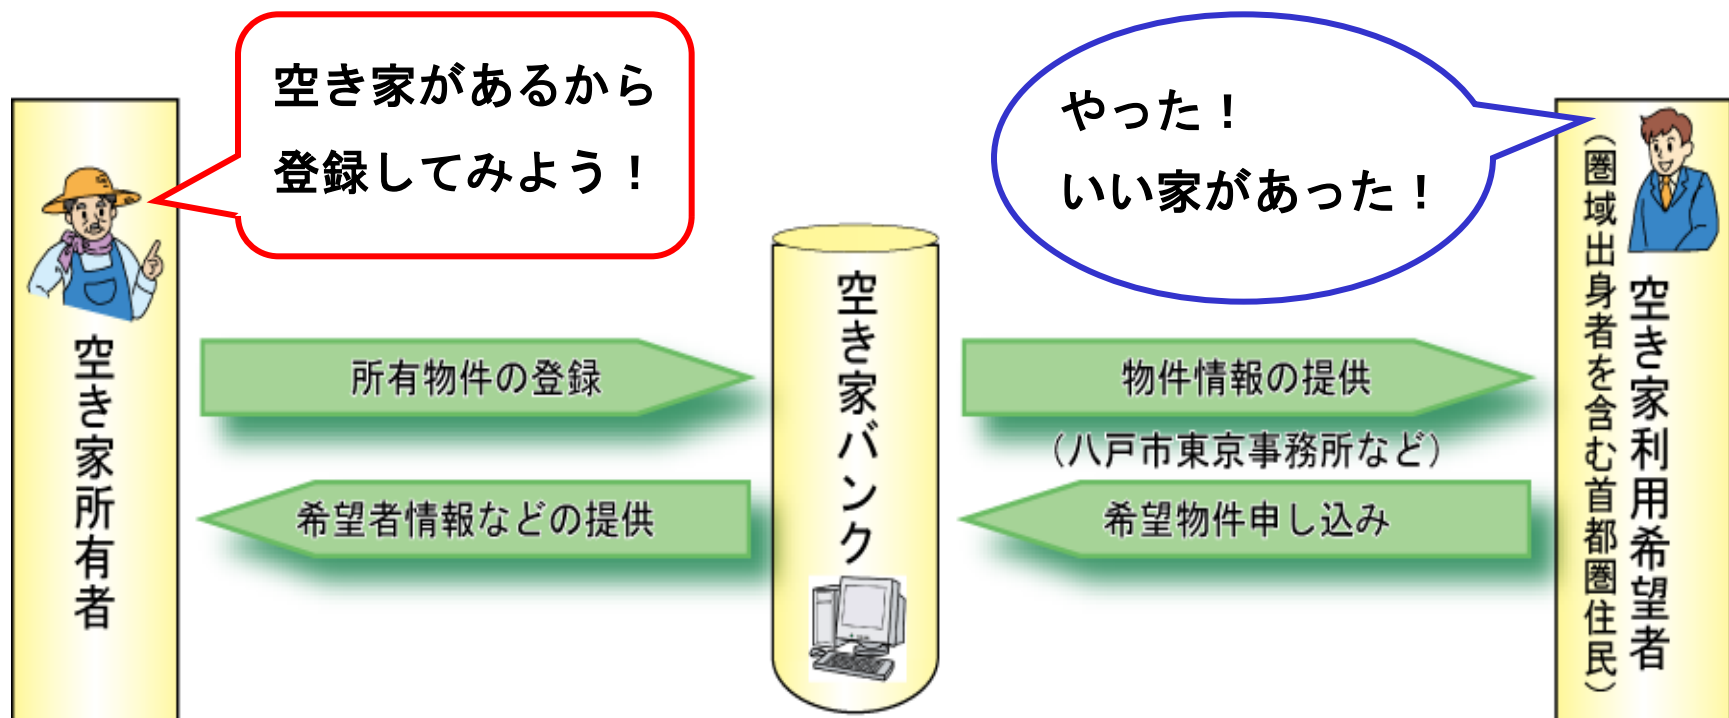 空き家があるから
登録してみよう！
やった！
いい家があった！
空き家所有者
所有物件の登録
希望者情報などの提供
空き家バンク
物件情報の提供
（八戸市東京事務所など）
希望物件申し込み
空き家利用希望者
（圏域出身者を含む首都圏住民）